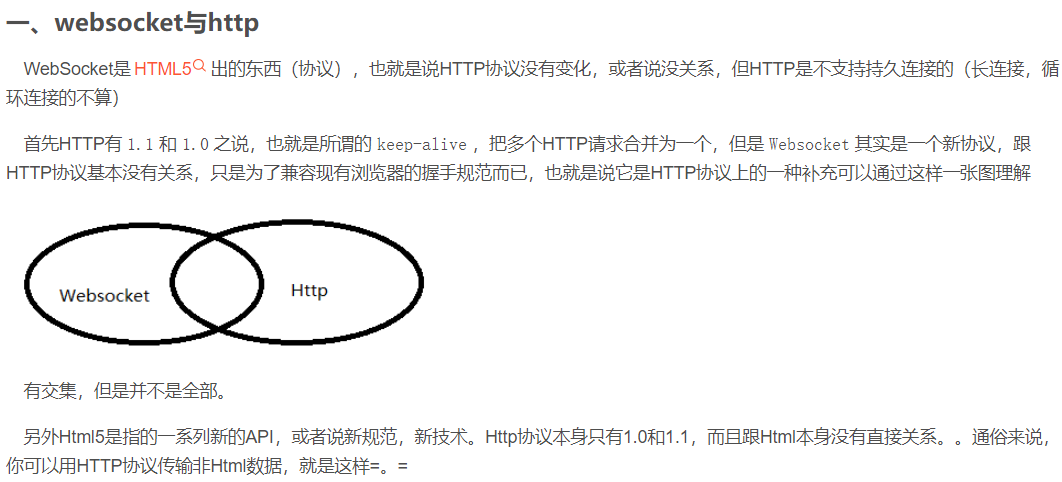 一、websocket与http
WebSocket是 HTML5 出的东西（协议），也就是说HTTP协议没有变化，或者说没关系，但HTTP是不支持持久连接的（长连接，循
环连接的不算）
首先HTTP有 1.1 和 1.0 之说，也就是所谓的 keep-alive ，把多个HTTP请求合并为一个，但是 Websocket 其实是一个新协议，跟
HTTP协议基本没有关系，只是为了兼容现有浏览器的握手规范而已，也就是说它是HTTP协议上的一种补充可以通过这样一张图理解
Websocket
Http
有交集，但是并不是全部。
另外Html5是指的一系列新的API，或者说新规范，新技术。Http协议本身只有1.0和1.1，而且跟Html本身没有直接关系。。通俗来说，
你可以用HTTP协议传输非Html数据，就是这样=。=